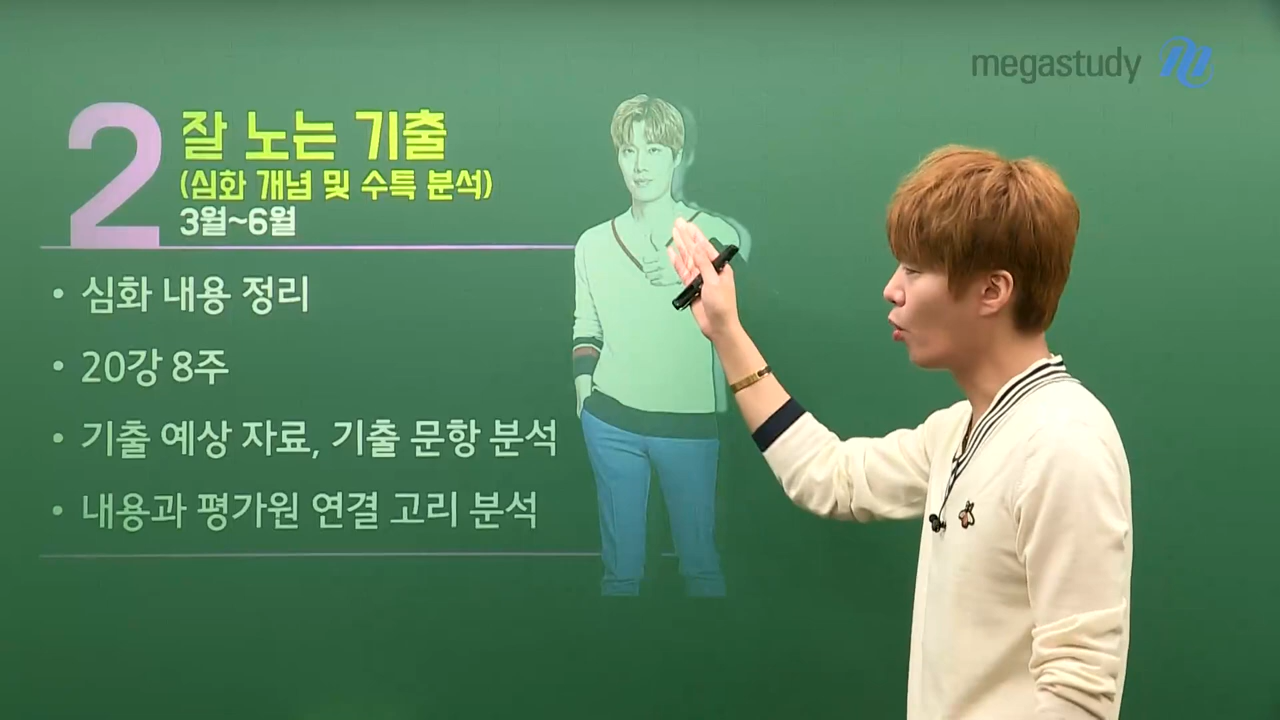 megastudy
2
잘 노는 기출
(심화 개념 및 수특 분석)
3월~6월
• 심화 내용 정리
• 20강 8주
• 기출 예상 자료, 기출 문항 분석
• 내용과 평가원 연결 고리 분석